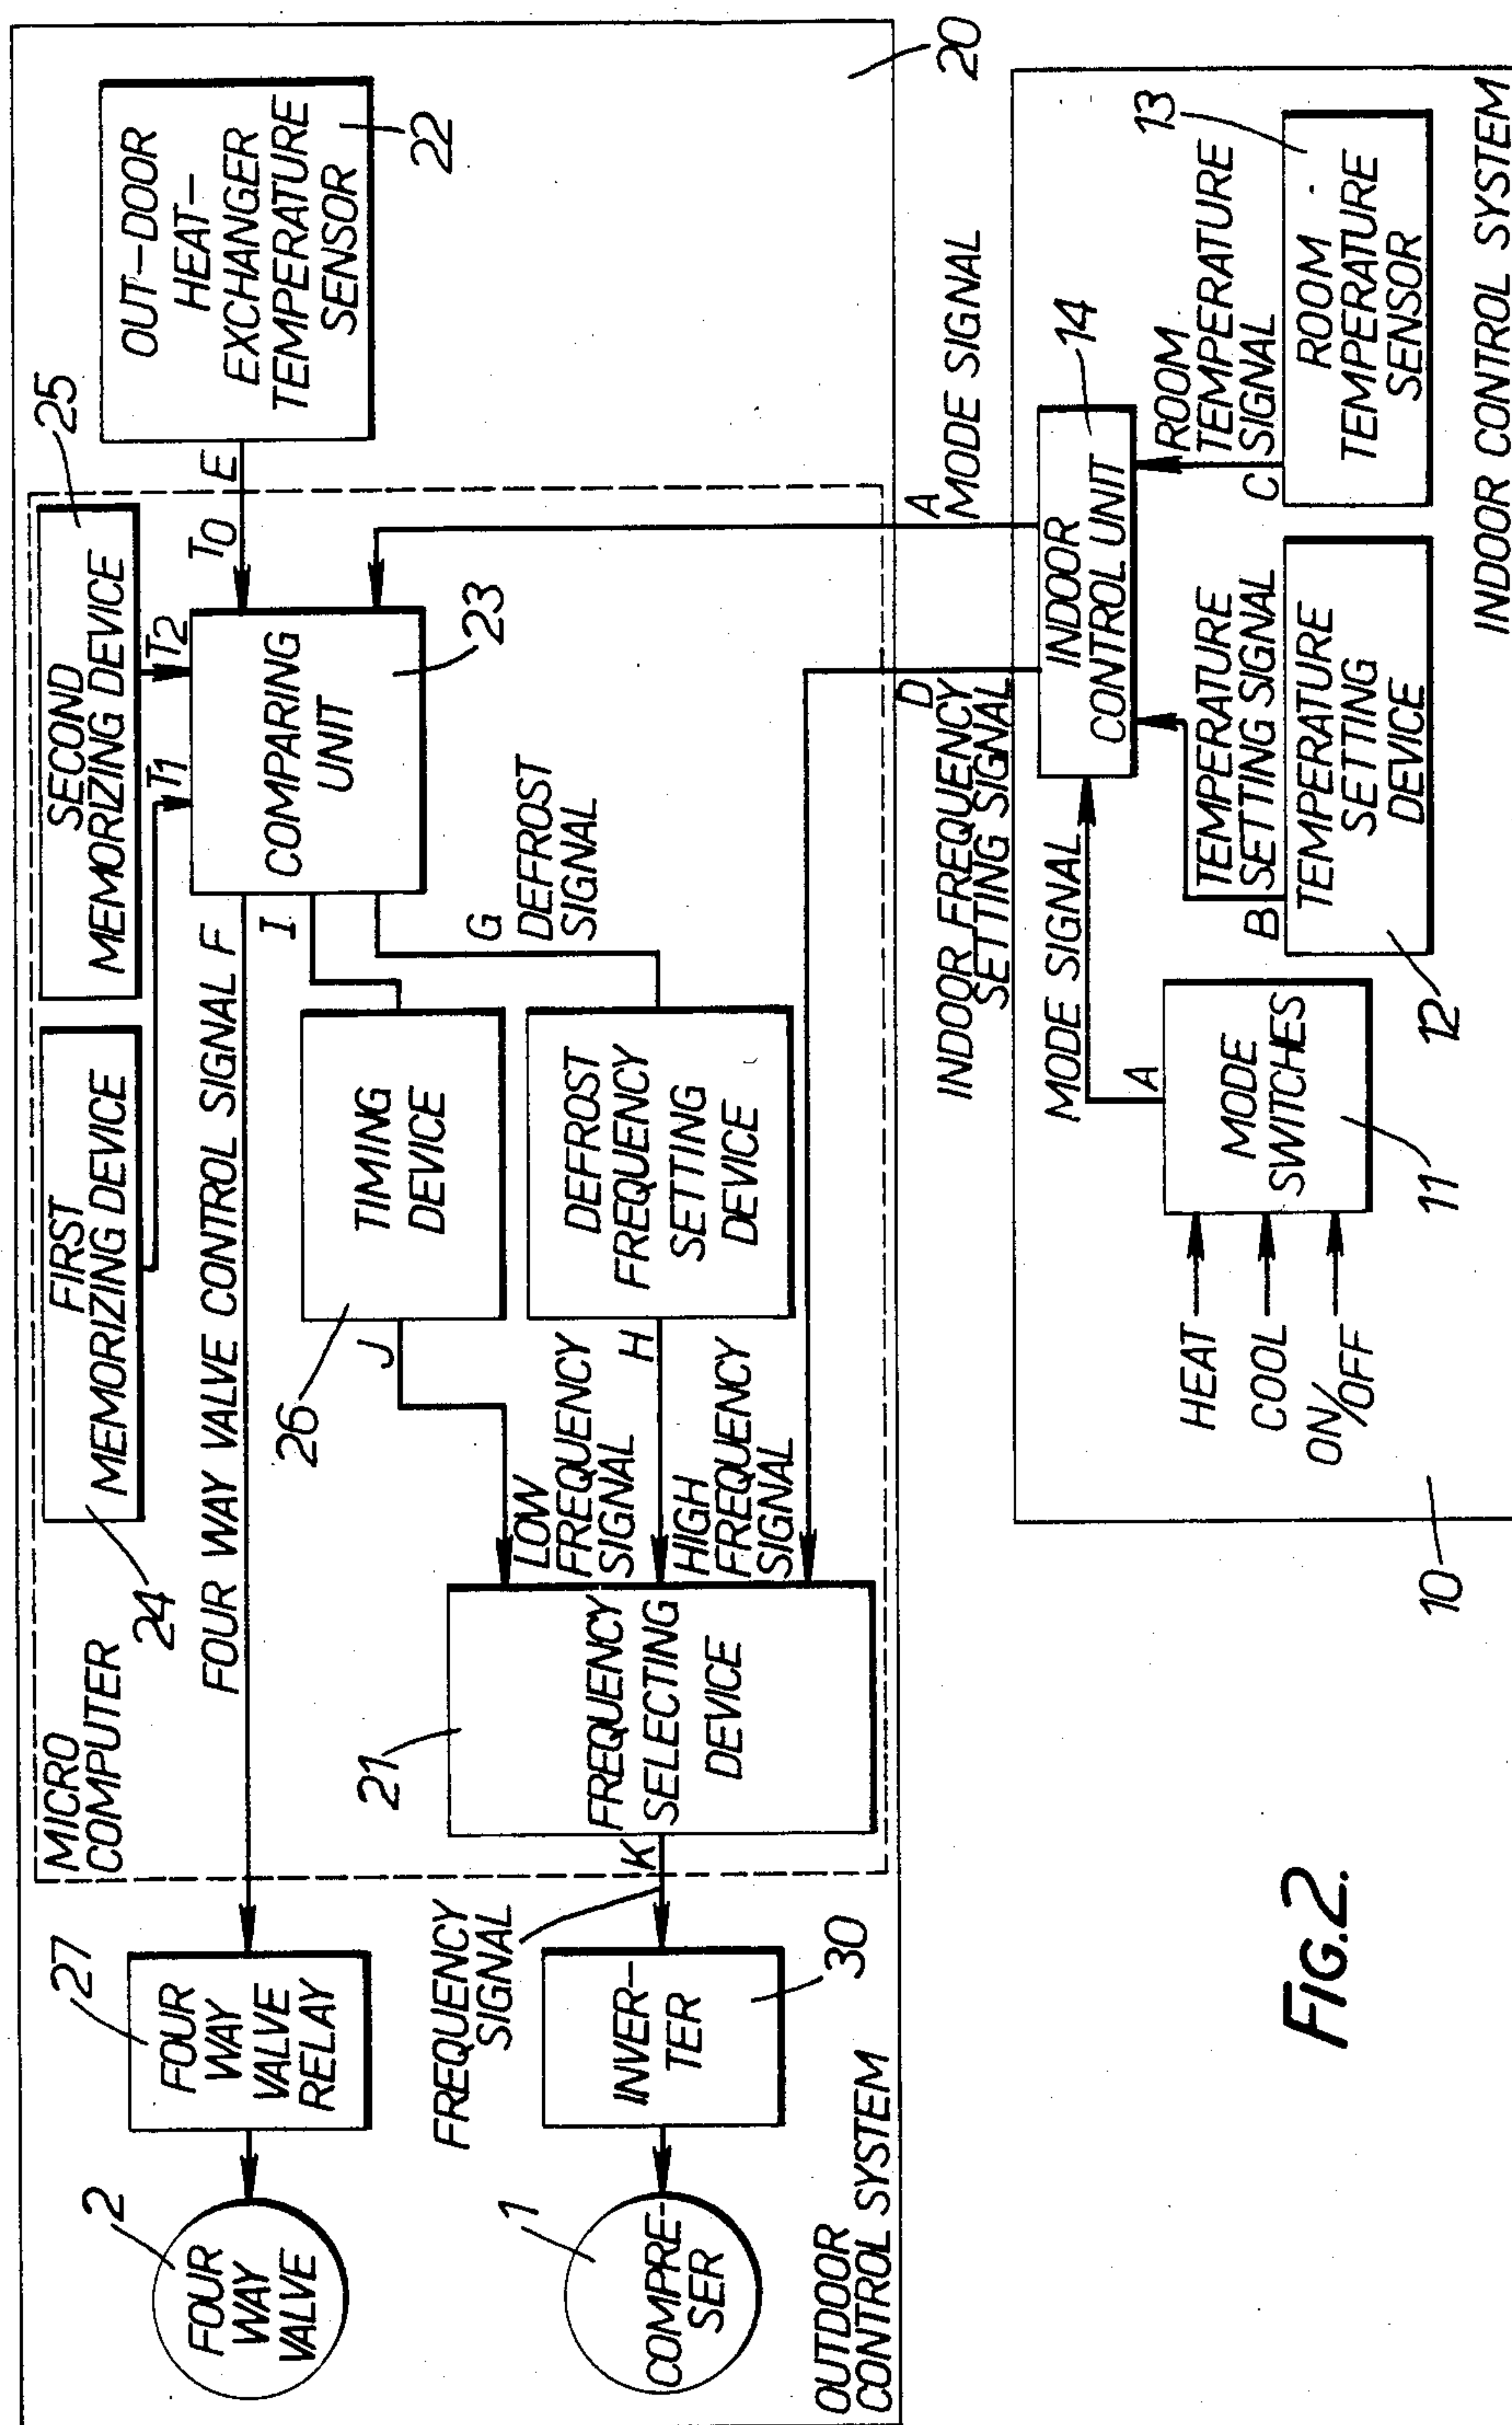 OUT-DOOR
HEAT-
EXCHANGER
TEMPERATURE
SENSOR
22
20
25
SECOND
MEMORIZING DEVICE
FIRST
MEMORIZING DEVICE
24
MICRO
COMPUTER
T2
T1
TO
E
COMPARING
UNIT
23
FOUR WAY VALVE CONTROL SIGNAL F
I
G
DEFROST
SIGNAL
TIMING
DEVICE
26
J
DEFROST
FREQUENCY
SETTING
DEVICE
H
LOW
FREQUENCY
SIGNAL
HIGH
FREQUENCY
SIGNAL
FREQUENCY
SELECTING
DEVICE
21
K
FREQUENCY
SIGNAL
27
FOUR
WAY
VALVE
RELAY
2
FOUR
WAY
VALVE
INVER-
TER
30
1
COMPRE-
SER
OUTDOOR
CONTROL SYSTEM
A
MODE SIGNAL
D
INDOOR FREQUENCY
SETTING SIGNAL
INDOOR
CONTROL UNIT
14
ROOM
TEMPERATURE
SIGNAL
C
13
ROOM
TEMPERATURE
SENSOR
TEMPERATURE
SETTING SIGNAL
B
TEMPERATURE
SETTING
DEVICE
12
MODE SIGNAL
A
MODE
SWITCHES
11
HEAT
COOL
ON/OFF
10
INDOOR CONTROL SYSTEM
FIG.2.